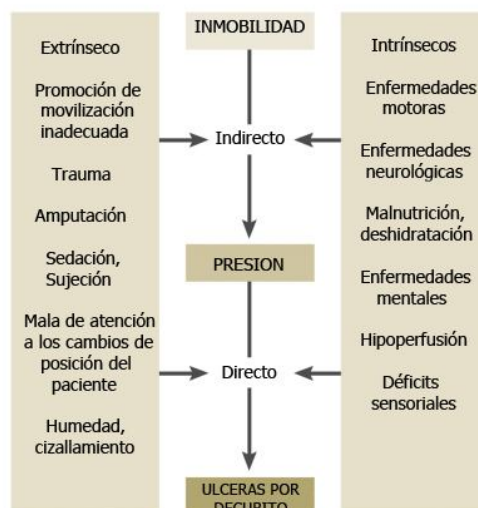 Extrínseco
Promoción de
movilización
inadecuada
Trauma
Amputación
Sedación,
Sujeción
Mala de atención
a los cambios de
posición del
paciente
Humedad,
cizallamiento
INMOBILIDAD
Indirecto
PRESION
Directo
ULCERAS POR
DECUBITO
Intrínsecos
Enfermedades
motoras
Enfermedades
neurológicas
Malnutrición,
deshidratación
Enfermedades
mentales
Hipoperfusión
Déficits
sensoriales